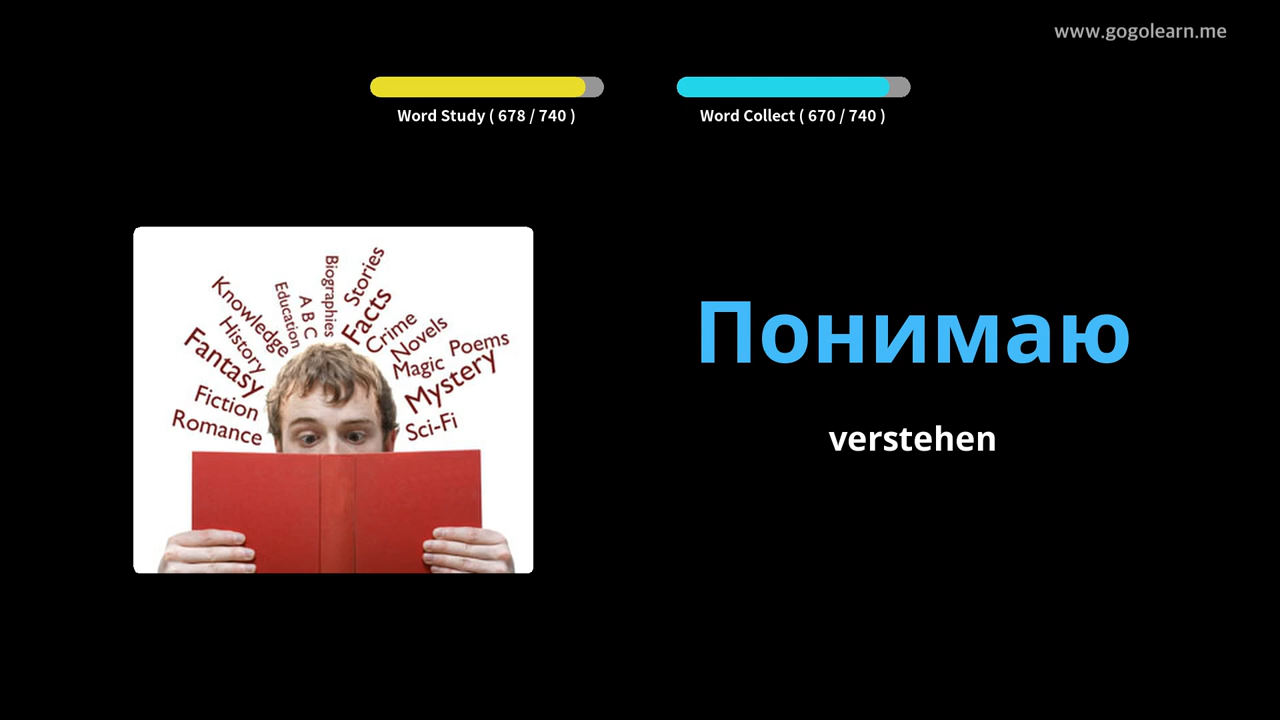 www.gogolearn.me
Word Study ( 678 / 740 )
Word Collect ( 670 / 740 )
Stories
Biographies
Facts
A B C
Education
Knowledge
Crime
Novels
History
Poems
Magic
Fantasy
Mystery
Fiction
Sci-Fi
Romance
Понимаю
verstehen